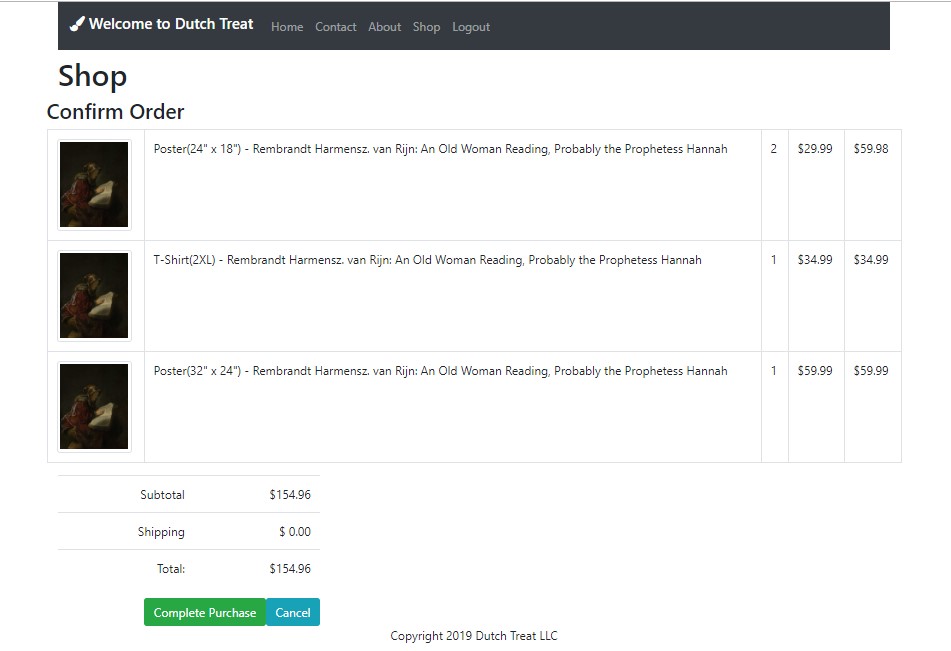 Welcome to Dutch Treat Home Contact About Shop Logout
Shop
Confirm Order
Poster(24" x 18") - Rembrandt Harmensz. van Rijn: An Old Woman Reading, Probably the Prophetess Hannah 2 $29.99 $59.98
T-Shirt(2XL) - Rembrandt Harmensz. van Rijn: An Old Woman Reading, Probably the Prophetess Hannah 1 $34.99 $34.99
Poster(32" x 24") - Rembrandt Harmensz. van Rijn: An Old Woman Reading, Probably the Prophetess Hannah 1 $59.99 $59.99
Subtotal $154.96
Shipping $ 0.00
Total: $154.96
Complete Purchase Cancel
Copyright 2019 Dutch Treat LLC